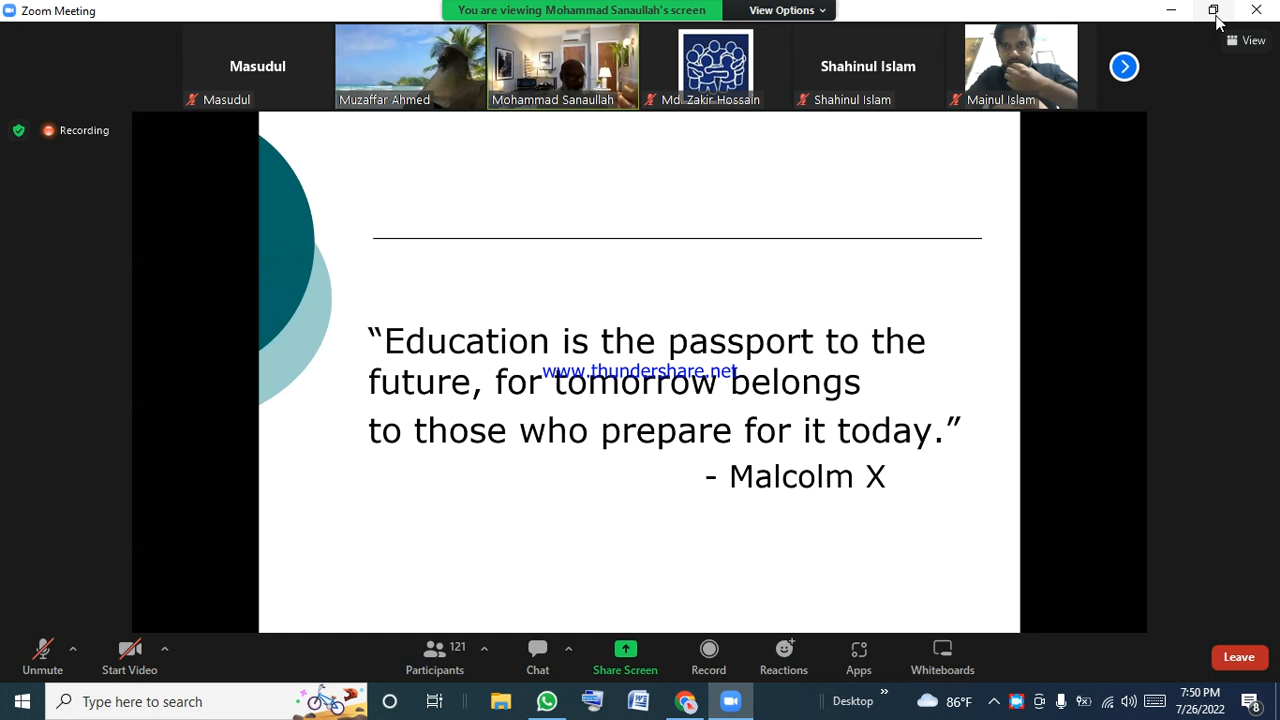 Zoom Meeting
You are viewing Mohammad Sanaullah's screen
View Options
View
Masudul
Shahinul Islam
Masudul
Muzaffar Ahmed
Mohammad Sanaullah
Md. Zakir Hossain
Shahinul Islam
Mainul Islam
Recording
“Education is the passport to the
www.thundershare.net
future, for tomorrow belongs
to those who prepare for it today.”
- Malcolm X
Unmute
Start Video
121
Participants
Chat
Share Screen
Record
Reactions
Apps
Whiteboards
Leave
Type here to search
Desktop
86°F
7:50 PM
7/26/2022
8